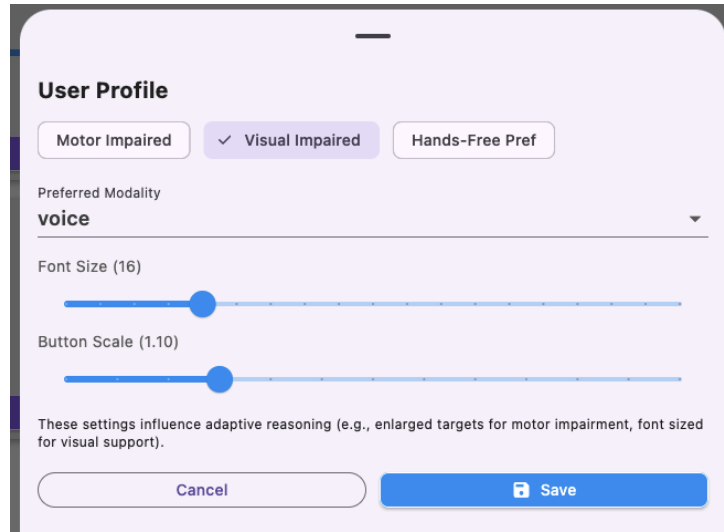 User Profile
Motor Impaired
Visual Impaired
Hands-Free Pref
Preferred Modality
voice
Font Size (16)
Button Scale (1.10)
These settings influence adaptive reasoning (e.g., enlarged targets for motor impairment, font sized
for visual support).
Cancel
Save